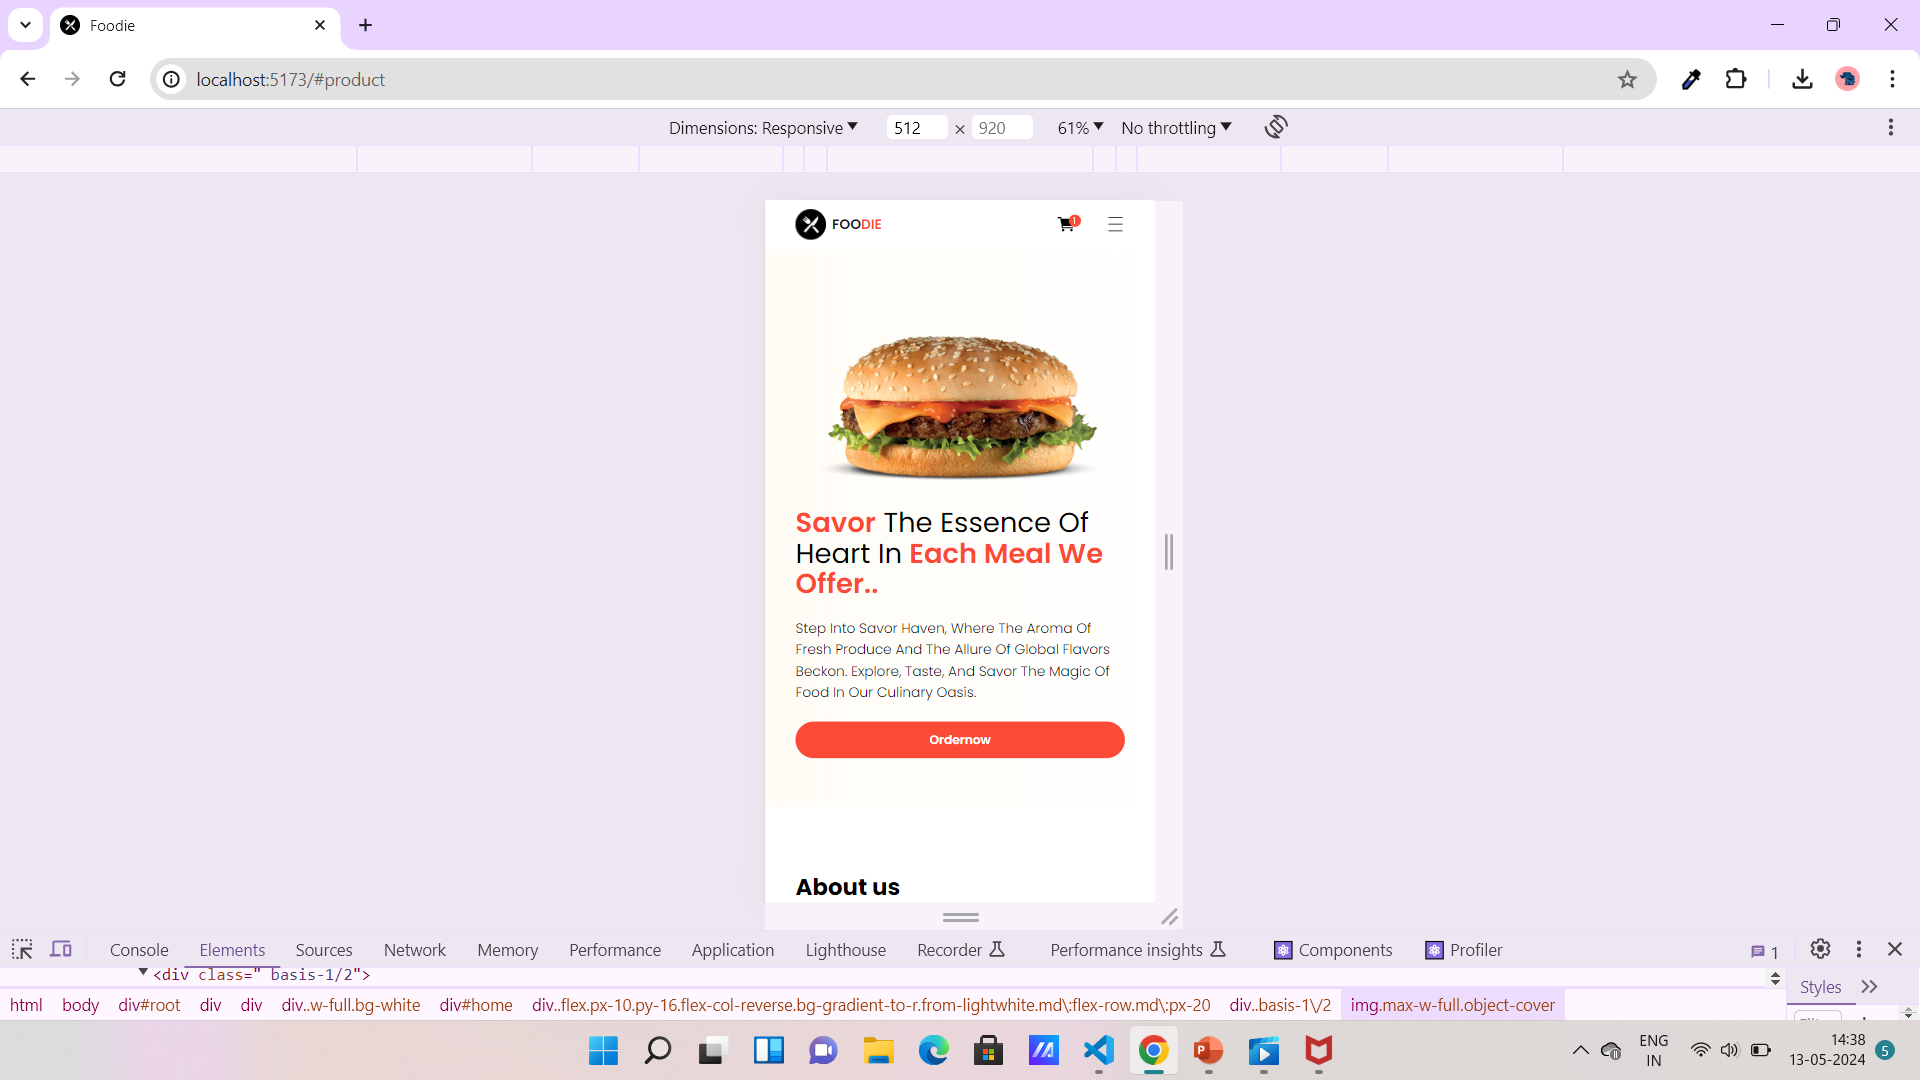 Foodie
localhost:5173/#product
Dimensions: Responsive 512 × 920 61% No throttling
FOODIE 1
Savor The Essence Of
Heart In Each Meal We
Offer..
Step Into Savor Haven, Where The Aroma Of
Fresh Produce And The Allure Of Global Flavors
Beckon. Explore, Taste, And Savor The Magic Of
Food In Our Culinary Oasis.
Ordernow
About us
Console Elements Sources Network Memory Performance Application Lighthouse Recorder Performance insights Components Profiler 1
<div class=" basis-1/2">
Styles
html body div#root div div div..w-full.bg-white div#home div..flex.px-10.py-16.flex-col-reverse.bg-gradient-to-r.from-lightwhite.md\:flex-row.md\:px-20 div..basis-1\/2 img.max-w-full.object-cover
ENG
IN
14:38
13-05-2024
5